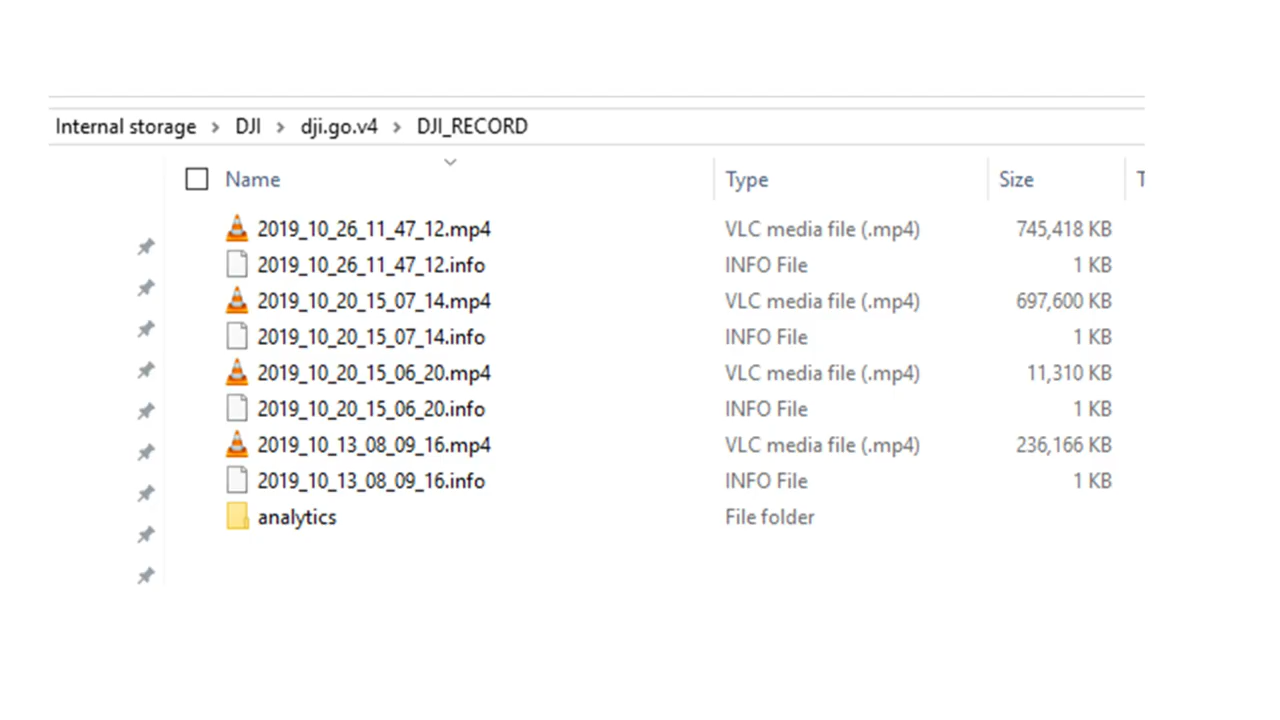 Internal storage > DJI > dji.go.v4 > DJI_RECORD
Name Type Size T
2019_10_26_11_47_12.mp4 VLC media file (.mp4) 745,418 KB
2019_10_26_11_47_12.info INFO File 1 KB
2019_10_20_15_07_14.mp4 VLC media file (.mp4) 697,600 KB
2019_10_20_15_07_14.info INFO File 1 KB
2019_10_20_15_06_20.mp4 VLC media file (.mp4) 11,310 KB
2019_10_20_15_06_20.info INFO File 1 KB
2019_10_13_08_09_16.mp4 VLC media file (.mp4) 236,166 KB
2019_10_13_08_09_16.info INFO File 1 KB
analytics File folder